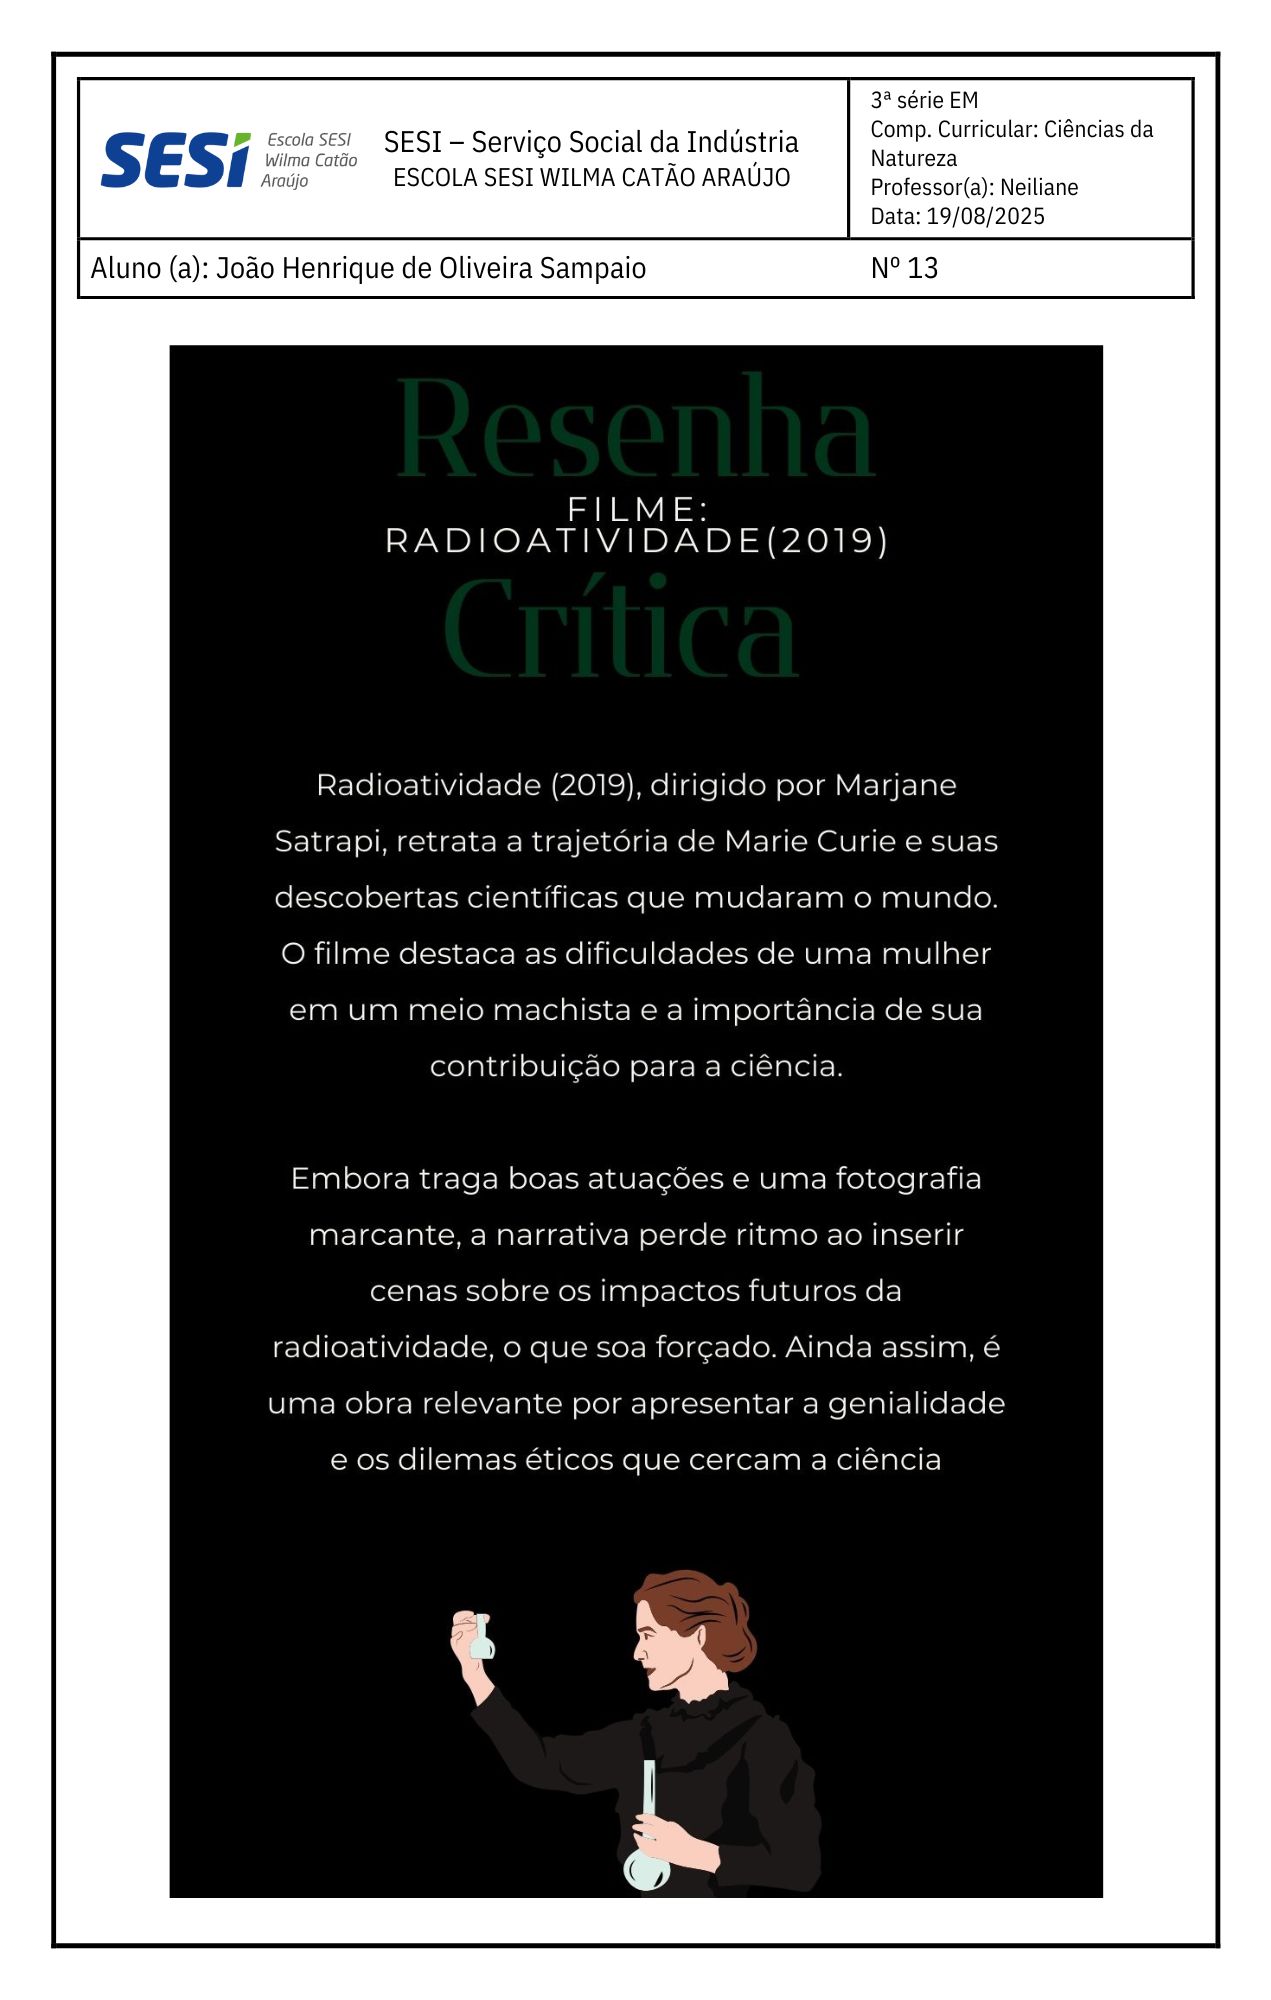 SESI
Escola SESI
Wilma Catão
Araújo
SESI – Serviço Social da Indústria
ESCOLA SESI WILMA CATÃO ARAÚJO
3ª série EM
Comp. Curricular: Ciências da
Natureza
Professor(a): Neiliane
Data: 19/08/2025
Aluno (a): João Henrique de Oliveira Sampaio
Nº 13
Resenha
FILME:
RADIOATIVIDADE(2019)
Crítica
Radioatividade (2019), dirigido por Marjane
Satrapi, retrata a trajetória de Marie Curie e suas
descobertas científicas que mudaram o mundo.
O filme destaca as dificuldades de uma mulher
em um meio machista e a importância de sua
contribuição para a ciência.
Embora traga boas atuações e uma fotografia
marcante, a narrativa perde ritmo ao inserir
cenas sobre os impactos futuros da
radioatividade, o que soa forçado. Ainda assim, é
uma obra relevante por apresentar a genialidade
e os dilemas éticos que cercam a ciência